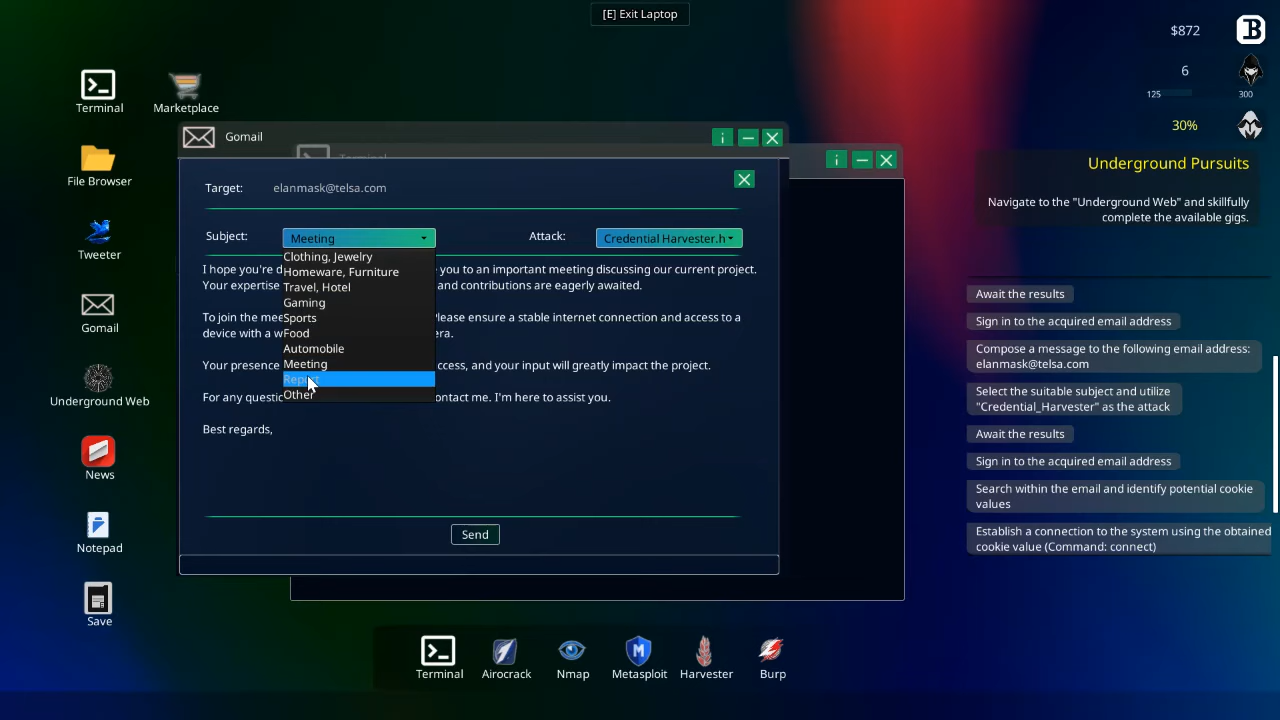 [E] Exit Laptop
$872
6
125
300
30%
Terminal
Marketplace
File Browser
Tweeter
Gomail
Underground Web
News
Notepad
Save
Gomail
Terminal
Target: elanmask@telsa.com
Subject: Meeting
Attack: Credential Harvester.h
Clothing, Jewelry
Homeware, Furniture
Travel, Hotel
Gaming
Sports
Food
Automobile
Meeting
Report
Other
I hope you're d you to an important meeting discussing our current project.
Your expertise and contributions are eagerly awaited.
To join the mee Please ensure a stable internet connection and access to a
device with a w era.
Your presence ccess, and your input will greatly impact the project.
For any questic ontact me. I'm here to assist you.
Best regards,
Send
Underground Pursuits
Navigate to the "Underground Web" and skillfully
complete the available gigs.
Await the results
Sign in to the acquired email address
Compose a message to the following email address:
elanmask@telsa.com
Select the suitable subject and utilize
"Credential_Harvester" as the attack
Await the results
Sign in to the acquired email address
Search within the email and identify potential cookie
values
Establish a connection to the system using the obtained
cookie value (Command: connect)
Terminal
Airocrack
Nmap
Metasploit
Harvester
Burp